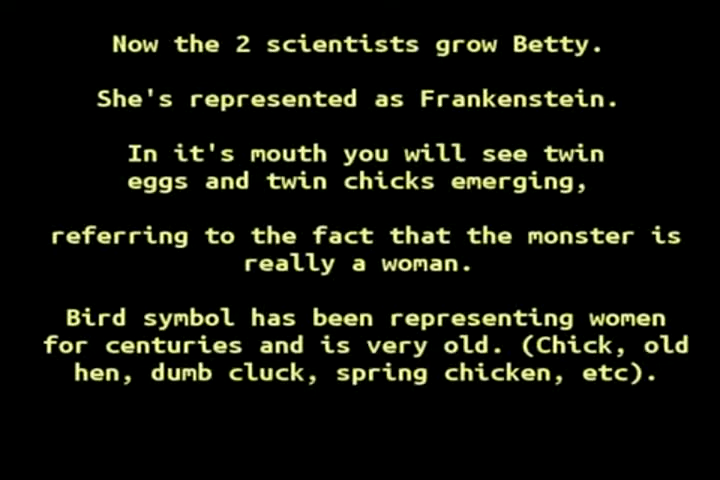 Now the 2 scientists grow Betty.
She's represented as Frankenstein.
In it's mouth you will see twin
eggs and twin chicks emerging,
referring to the fact that the monster is
really a woman.
Bird symbol has been representing women
for centuries and is very old. (Chick, old
hen, dumb cluck, spring chicken, etc).